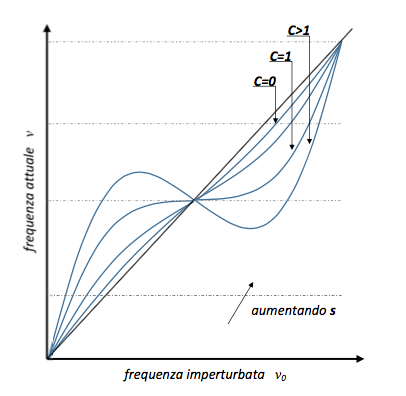 C>1
C=1
C=0
frequenza attuale ν
aumentando s
frequenza imperturbata ν₀